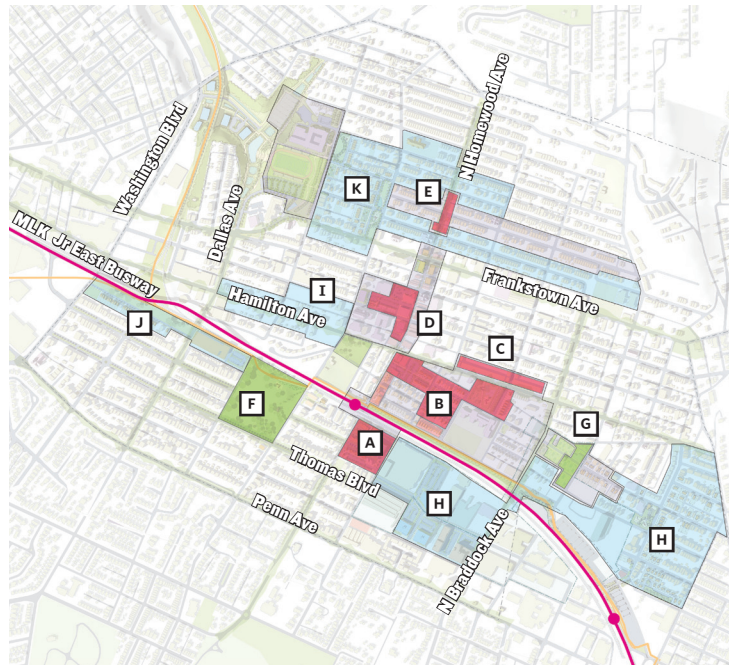 N Homewood Ave
Washington Blvd
K
E
Dallas Ave
MLK Jr East Busway
Frankstown Ave
I
Hamilton Ave
D
J
C
F
B
G
A
Thomas Blvd
H
Penn Ave
H
N Braddock Ave